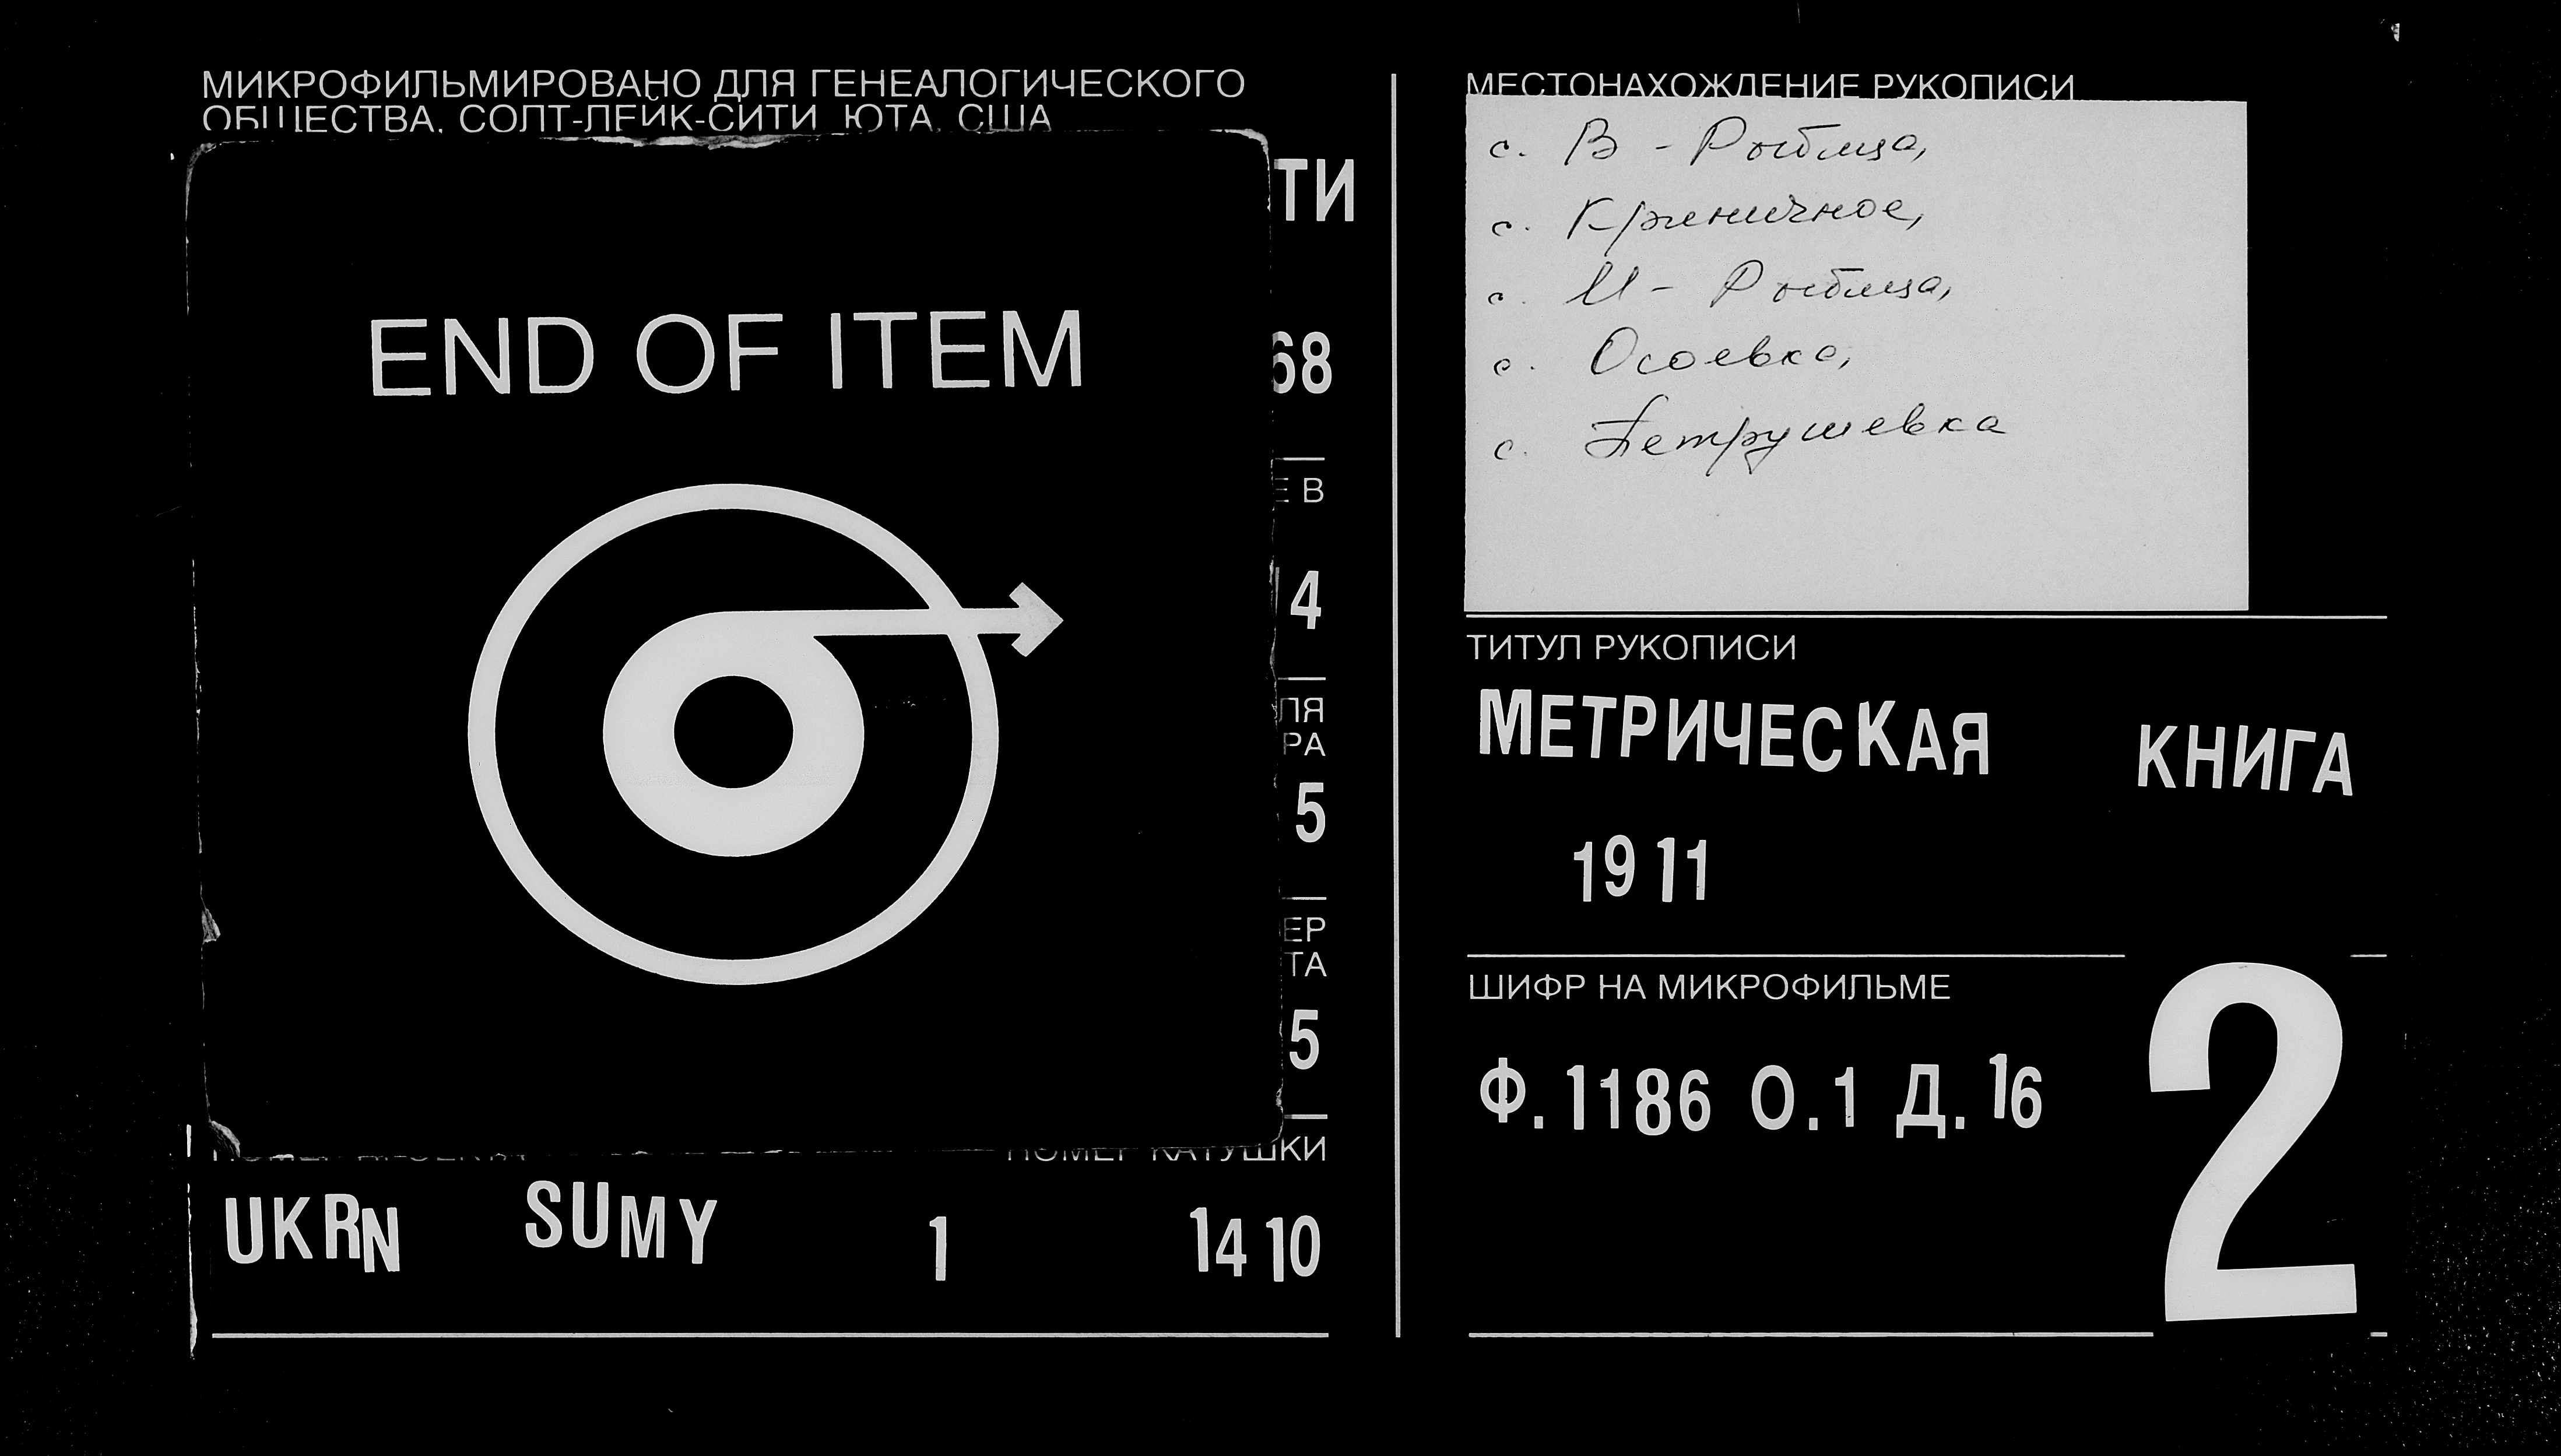 МИКРОФИЛЬМИРОВАНО ДЛЯ ГЕНЕАЛОГИЧЕСКОГО
ОБЩЕСТВА, СОЛТ-ЛЕЙК-СИТИ, ЮТА, США
ТИ
END OF ITEM
68
Е В
4
ЛЯ
РА
5
ЕР
ТА
5
НОМЕР КАТУШКИ
UKRN SUMY 1 1410
МЕСТОНАХОЖДЕНИЕ РУКОПИСИ
с. В - Рыбица,
с. Криничное,
с. М - Рыбица,
с. Осоевка,
с. Петрушевка
ТИТУЛ РУКОПИСИ
МЕТРИЧЕСКАЯ КНИГА
1911
ШИФР НА МИКРОФИЛЬМЕ
Ф. 1186 О. 1 Д. 16
2